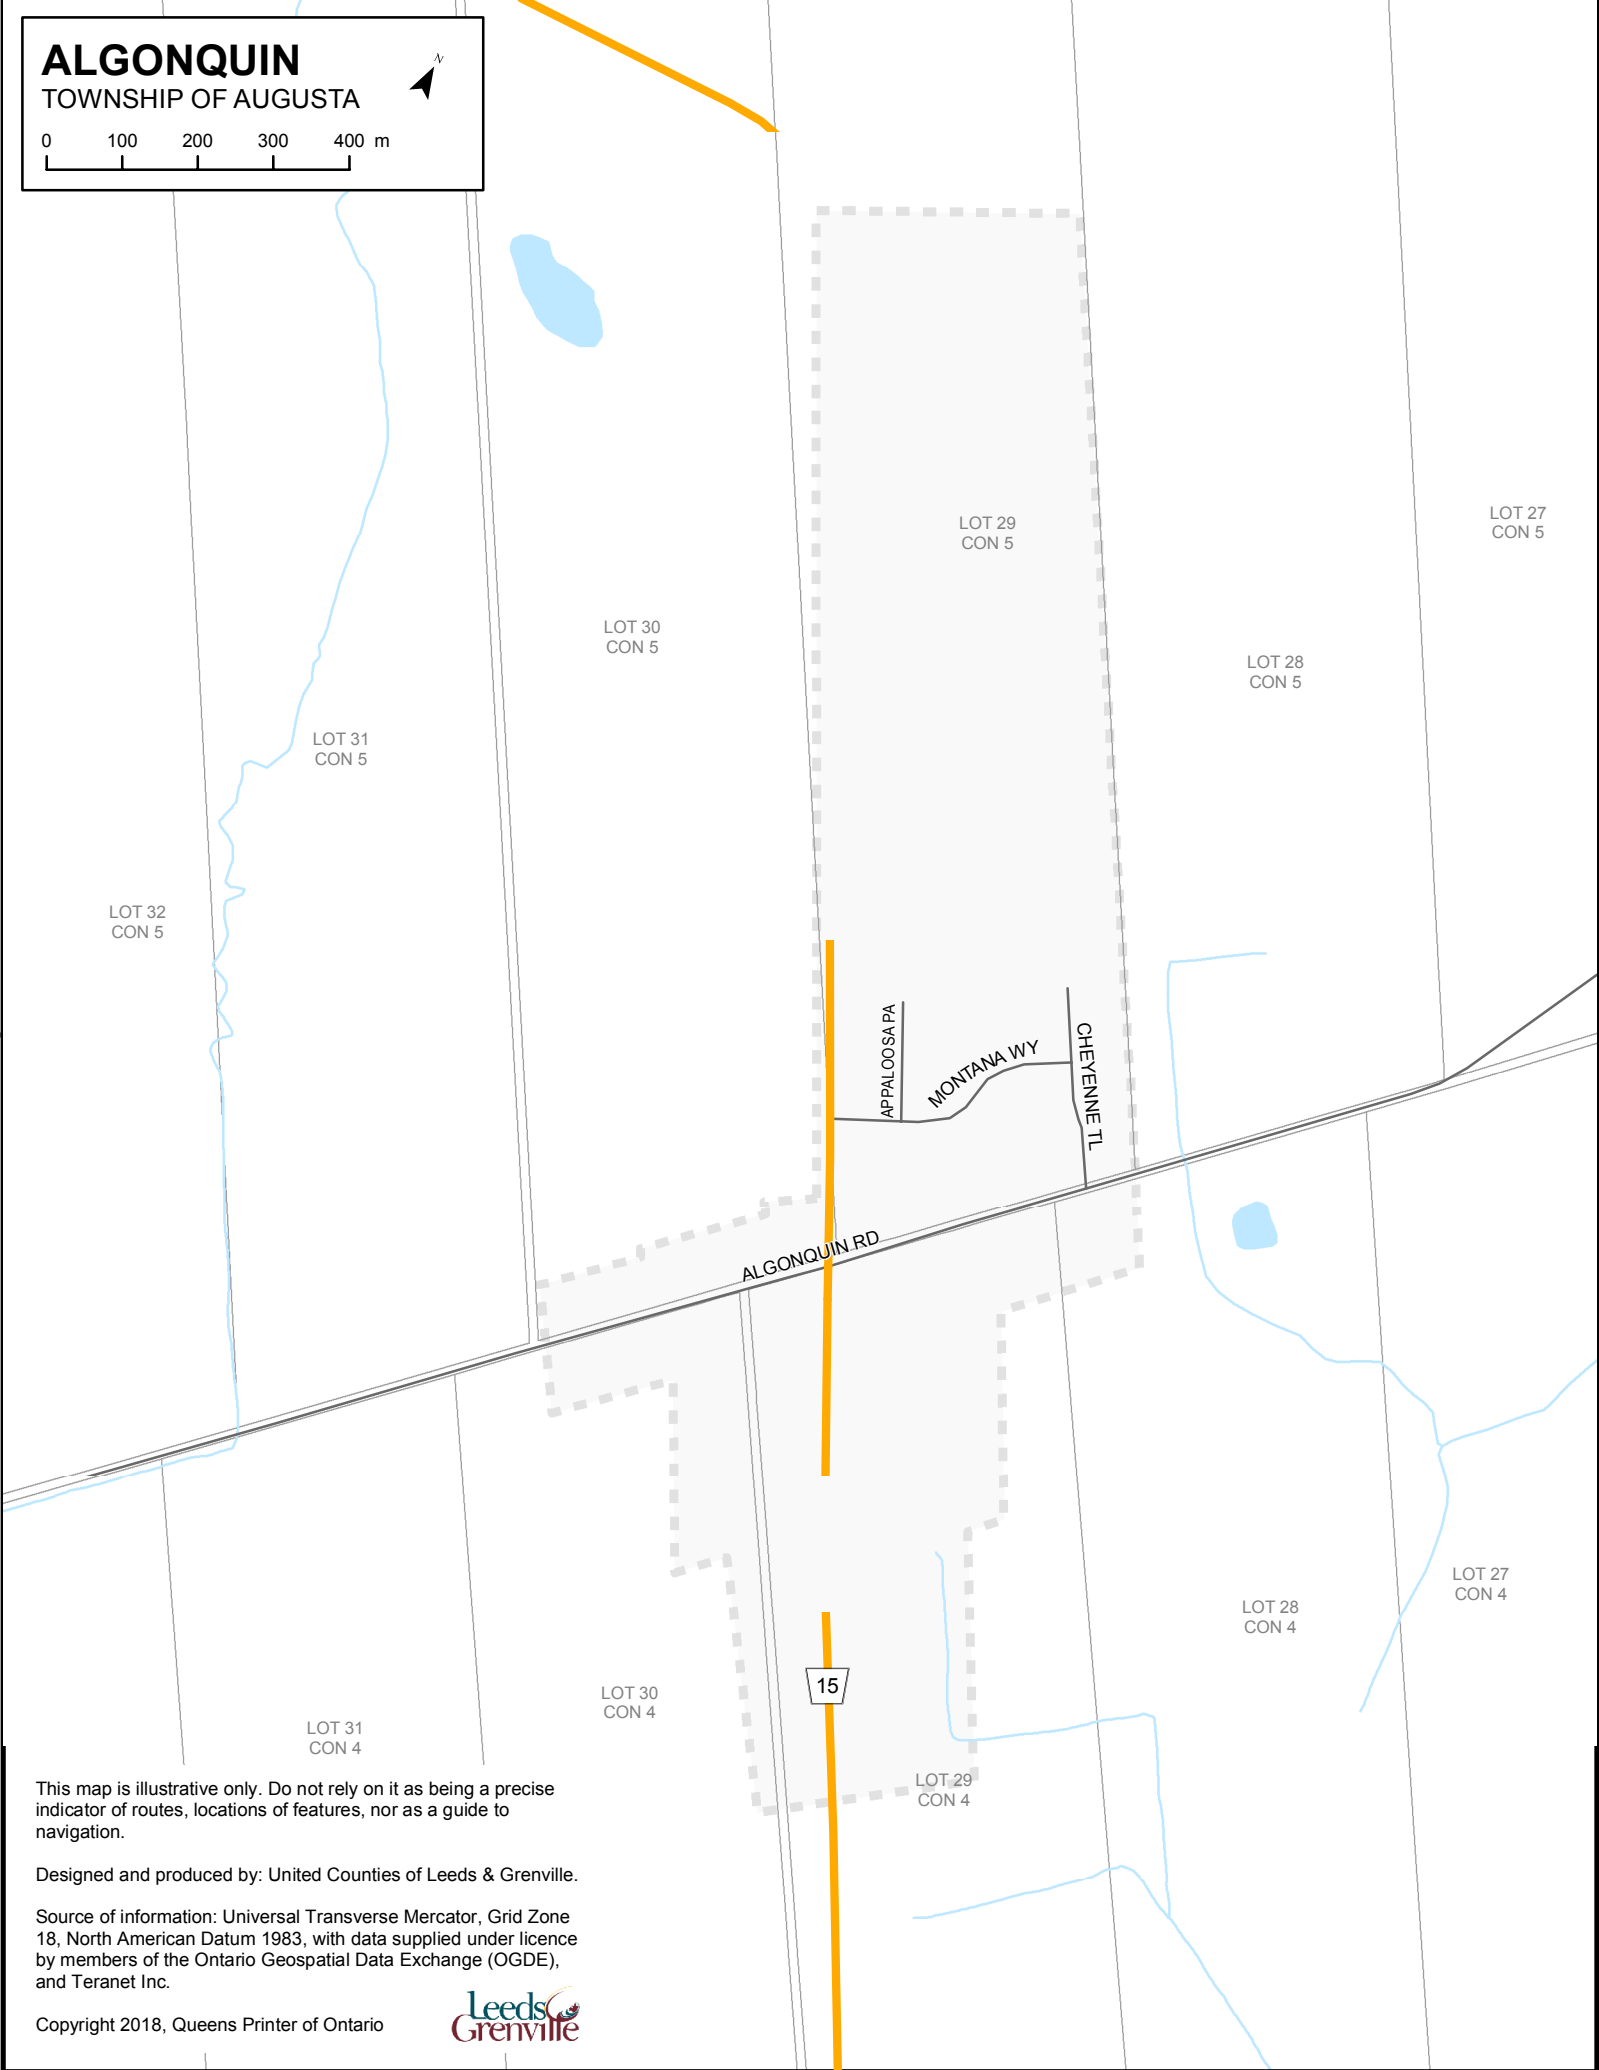 ALGONQUIN
TOWNSHIP OF AUGUSTA
N
0 100 200 300 400 m
LOT 29
CON 5
LOT 27
CON 5
LOT 30
CON 5
LOT 28
CON 5
LOT 31
CON 5
LOT 32
CON 5
APPALOOSA PA
MONTANA WY
CHEYENNE TL
ALGONQUIN RD
LOT 27
CON 4
LOT 28
CON 4
15
LOT 30
CON 4
LOT 31
CON 4
LOT 29
CON 4
This map is illustrative only. Do not rely on it as being a precise
indicator of routes, locations of features, nor as a guide to
navigation.
Designed and produced by: United Counties of Leeds & Grenville.
Source of information: Universal Transverse Mercator, Grid Zone
18, North American Datum 1983, with data supplied under licence
by members of the Ontario Geospatial Data Exchange (OGDE),
and Teranet Inc.
Copyright 2018, Queens Printer of Ontario
Leeds
Grenville